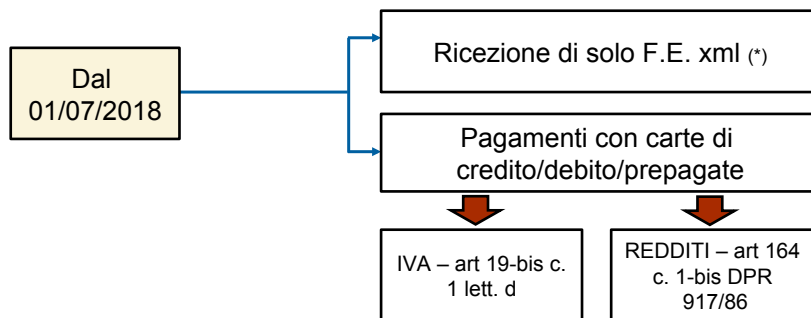 Dal
01/07/2018
Ricezione di solo F.E. xml (*)
Pagamenti con carte di
credito/debito/prepagate
IVA – art 19-bis c.
1 lett. d
REDDITI – art 164
c. 1-bis DPR
917/86